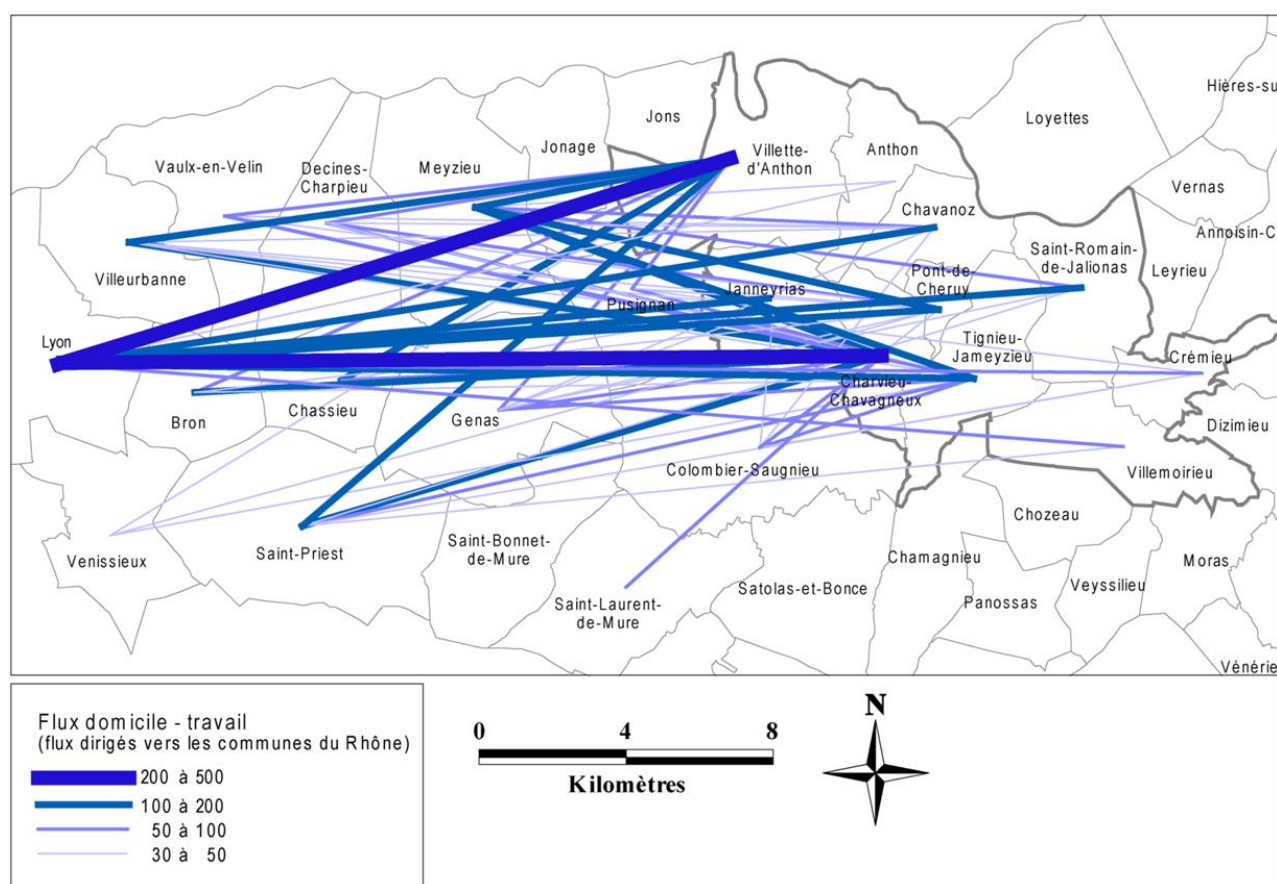 Hières-su
Loyettes
Jons
Jonage
Villette-
d'Anthon
Anthon
Vaulx-en-Velin
Decines-
Charpieu
Meyzieu
Vernas
Chavanoz
Annoisin-C
Saint-Romain-
de-Jalionas
Leyrieu
Villeurbanne
Pont-de-
Cheruy
Janneyrias
Pusignan
Lyon
Tignieu-
Jameyzieu
Crémieu
Charvieu-
Chavagneux
Bron
Chassieu
Genas
Dizimieu
Colombier-Saugnieu
Villemoirieu
Chozeau
Venissieux
Saint-Priest
Saint-Bonnet-
de-Mure
Chamagnieu
Moras
Satolas-et-Bonce
Veyssilieu
Saint-Laurent-
de-Mure
Panossas
Vénérie
Flux domicile - travail
(flux dirigés vers les communes du Rhône)
200 à 500
100 à 200
50 à 100
30 à 50
0 4 8
Kilomètres
N